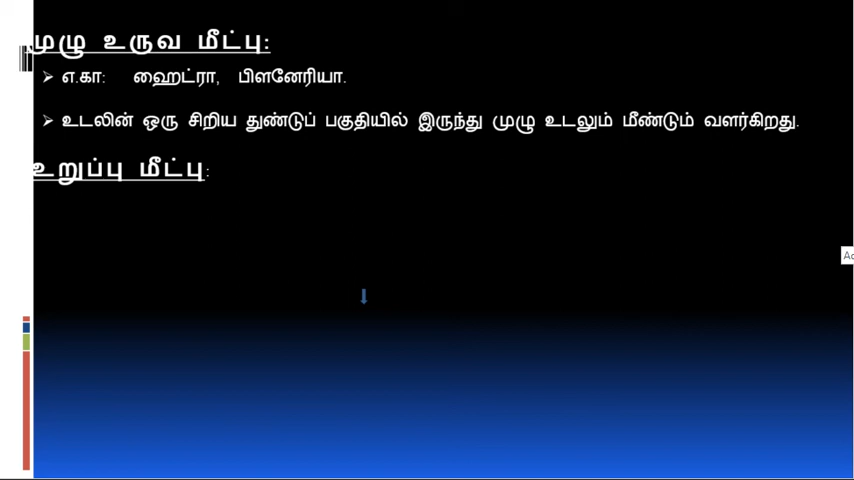 முழு உருவ மீட்பு:
➢ எ.கா: ஹைட்ரா, பிளனேரியா.
➢ உடலின் ஒரு சிறிய துண்டுப் பகுதியில் இருந்து முழு உடலும் மீண்டும் வளர்கிறது.
உறுப்பு மீட்பு: